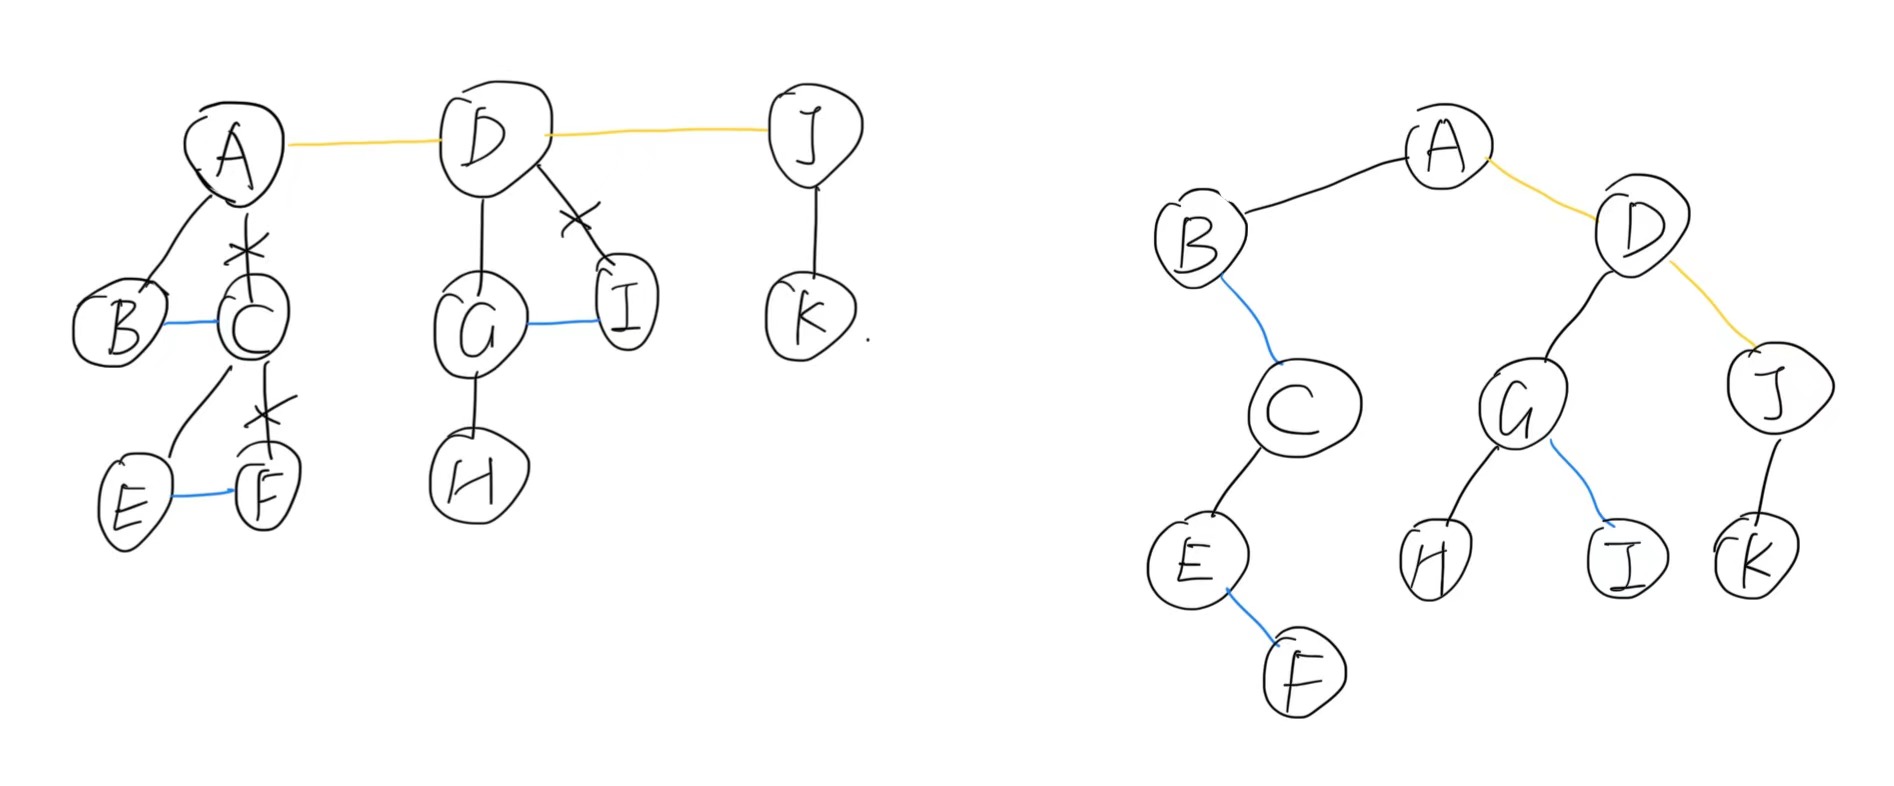 A D J
B C G I K
E F H
A
B D
C G J
E H I K
F